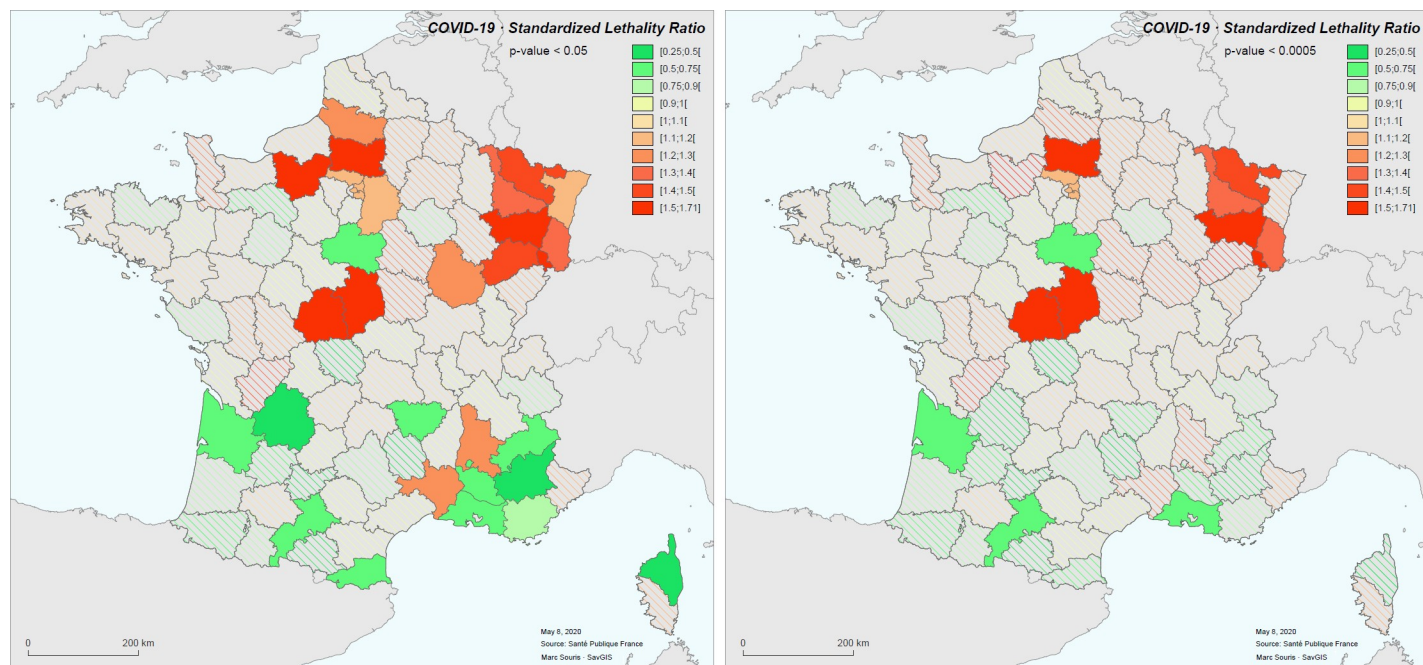 COVID-19 · Standardized Lethality Ratio
p-value < 0.05
[0.25;0.5[
[0.5;0.75[
[0.75;0.9[
[0.9;1[
[1;1.1[
[1.1;1.2[
[1.2;1.3[
[1.3;1.4[
[1.4;1.5[
[1.5;1.71]
0 200 km
May 8, 2020
Source: Santé Publique France
Marc Souris - SavGIS
COVID-19 · Standardized Lethality Ratio
p-value < 0.0005
[0.25;0.5[
[0.5;0.75[
[0.75;0.9[
[0.9;1[
[1;1.1[
[1.1;1.2[
[1.2;1.3[
[1.3;1.4[
[1.4;1.5[
[1.5;1.71]
0 200 km
May 8, 2020
Source: Santé Publique France
Marc Souris - SavGIS